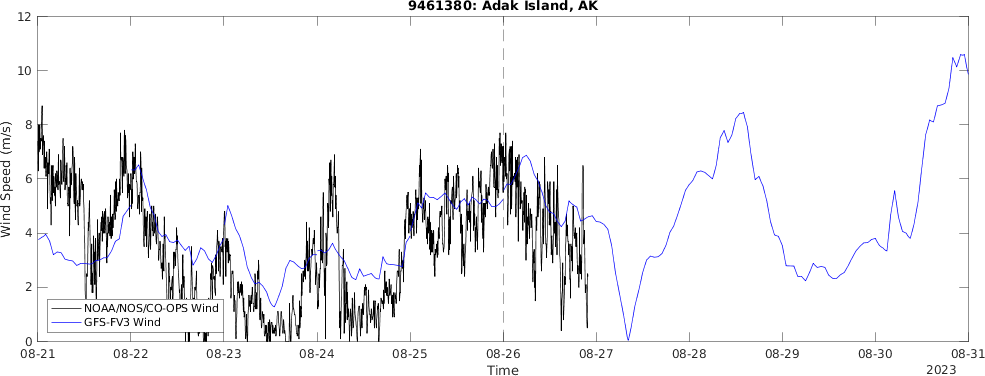 9461380: Adak Island, AK
Wind Speed (m/s)
12
10
8
6
4
2
0
NOAA/NOS/CO-OPS Wind
GFS-FV3 Wind
08-21 08-22 08-23 08-24 08-25 08-26 08-27 08-28 08-29 08-30 08-31
Time
2023